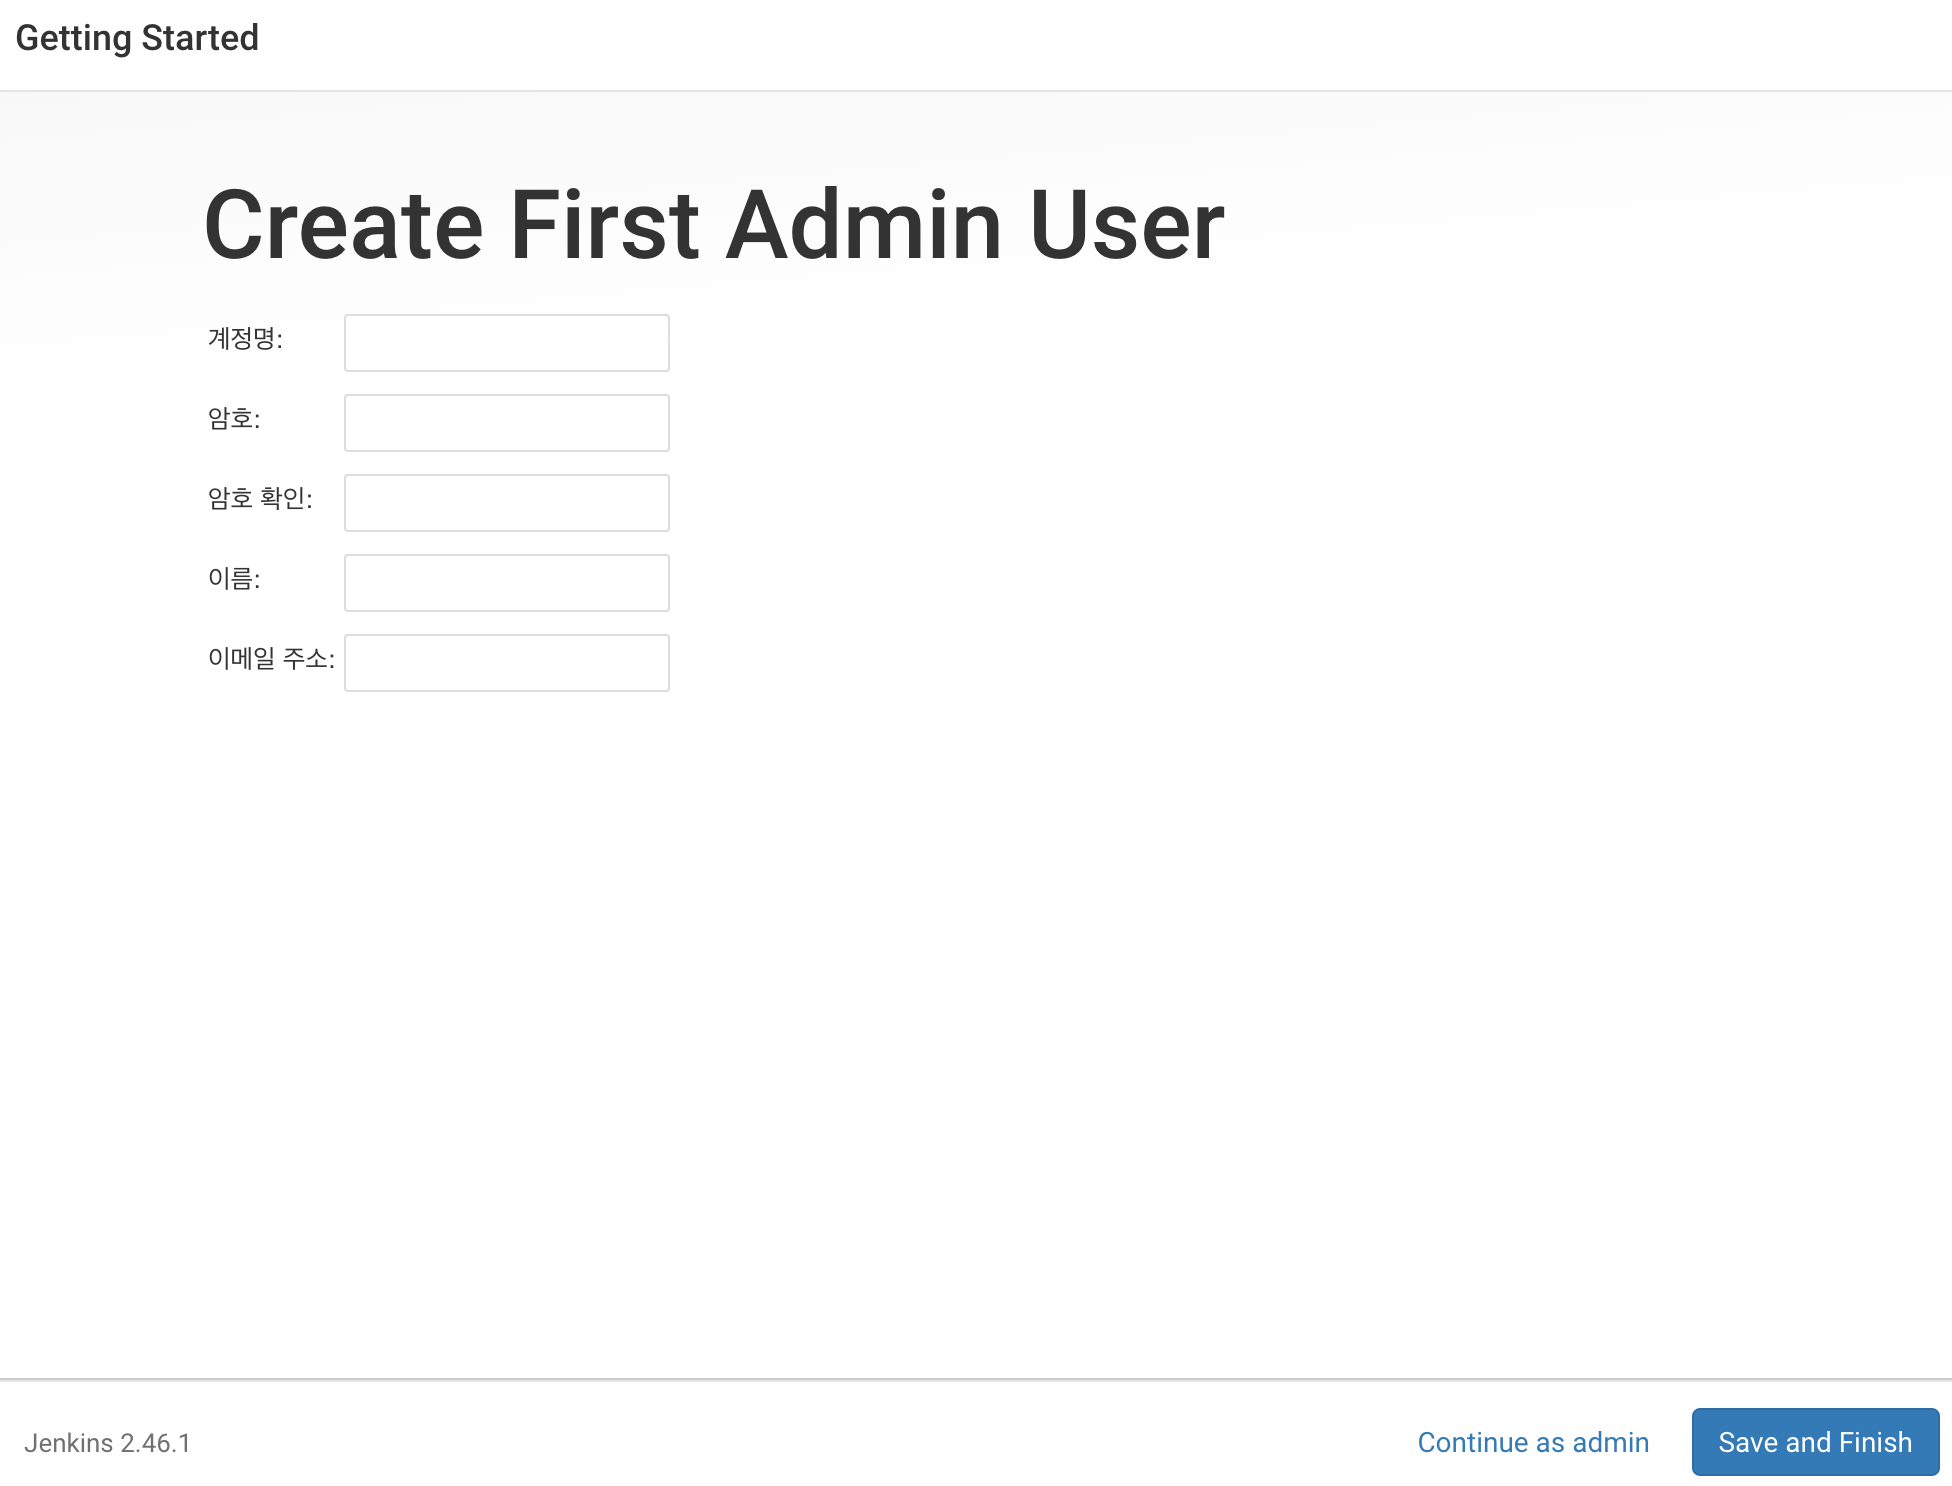 Getting Started
Create First Admin User
계정명:
암호:
암호 확인:
이름:
이메일 주소:
Jenkins 2.46.1
Continue as admin
Save and Finish